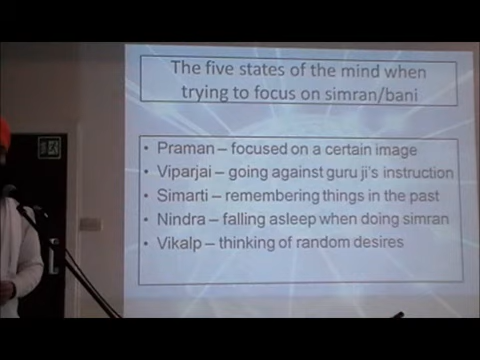 The five states of the mind when
trying to focus on simran/bani
• Praman – focused on a certain image
• Viparjai – going against guru ji's instruction
• Simarti – remembering things in the past
• Nindra – falling asleep when doing simran
• Vikalp – thinking of random desires